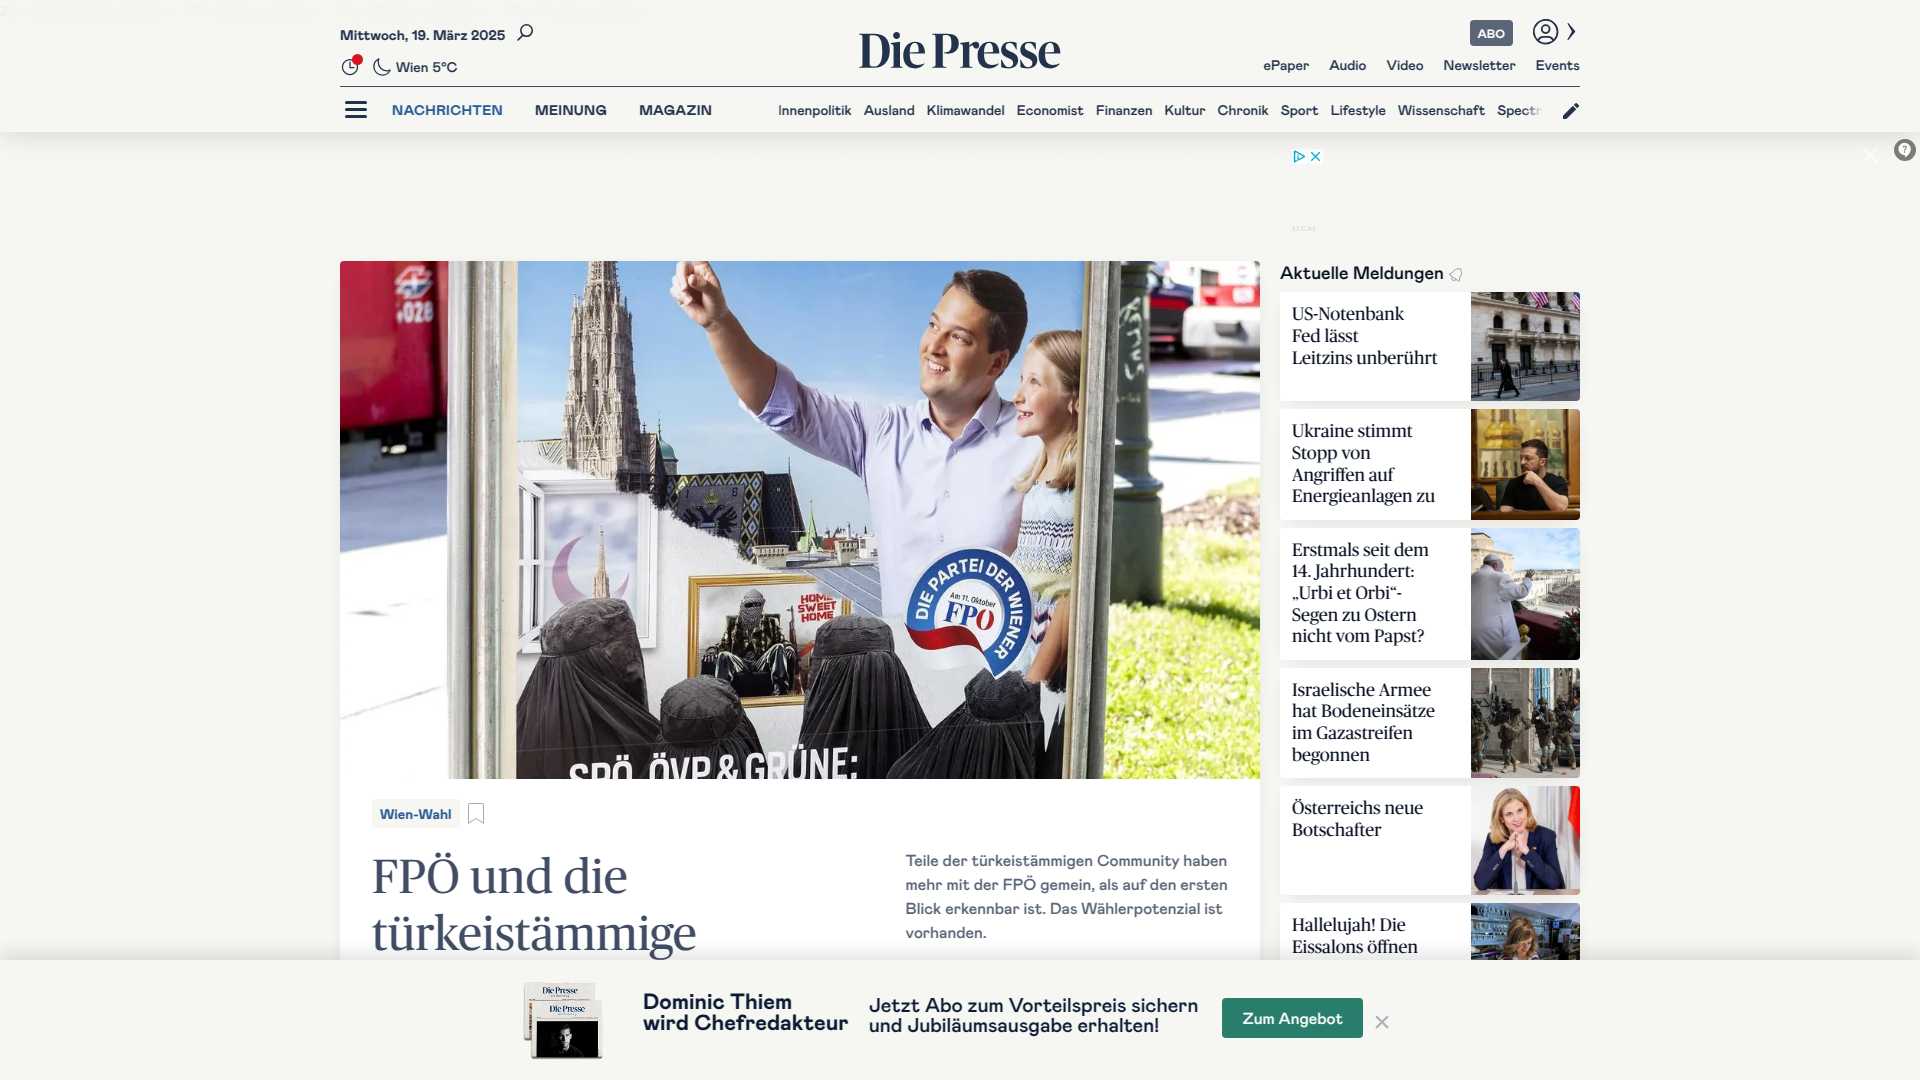 Mittwoch, 19. März 2025
Wien 5°C
Die Presse
ABO
ePaper Audio Video Newsletter Events
NACHRICHTEN MEINUNG MAGAZIN
Innenpolitik Ausland Klimawandel Economist Finanzen Kultur Chronik Sport Lifestyle Wissenschaft Spectr
028
HOME
SWEET
HOME
DIE PARTEI DER WIENER
Am 11. Oktober
FPÖ
SPÖ, ÖVP & GRÜNE:
Wien-Wahl
FPÖ und die
türkeistämmige
Teile der türkeistämmigen Community haben
mehr mit der FPÖ gemein, als auf den ersten
Blick erkennbar ist. Das Wählerpotenzial ist
vorhanden.
Aktuelle Meldungen
US-Notenbank
Fed lässt
Leitzins unberührt
Ukraine stimmt
Stopp von
Angriffen auf
Energieanlagen zu
Erstmals seit dem
14. Jahrhundert:
„Urbi et Orbi“-
Segen zu Ostern
nicht vom Papst?
Israelische Armee
hat Bodeneinsätze
im Gazastreifen
begonnen
Österreichs neue
Botschafter
Hallelujah! Die
Eissalons öffnen
Die Presse
Die Presse
Dominic Thiem
wird Chefredakteur
Jetzt Abo zum Vorteilspreis sichern
und Jubiläumsausgabe erhalten!
Zum Angebot